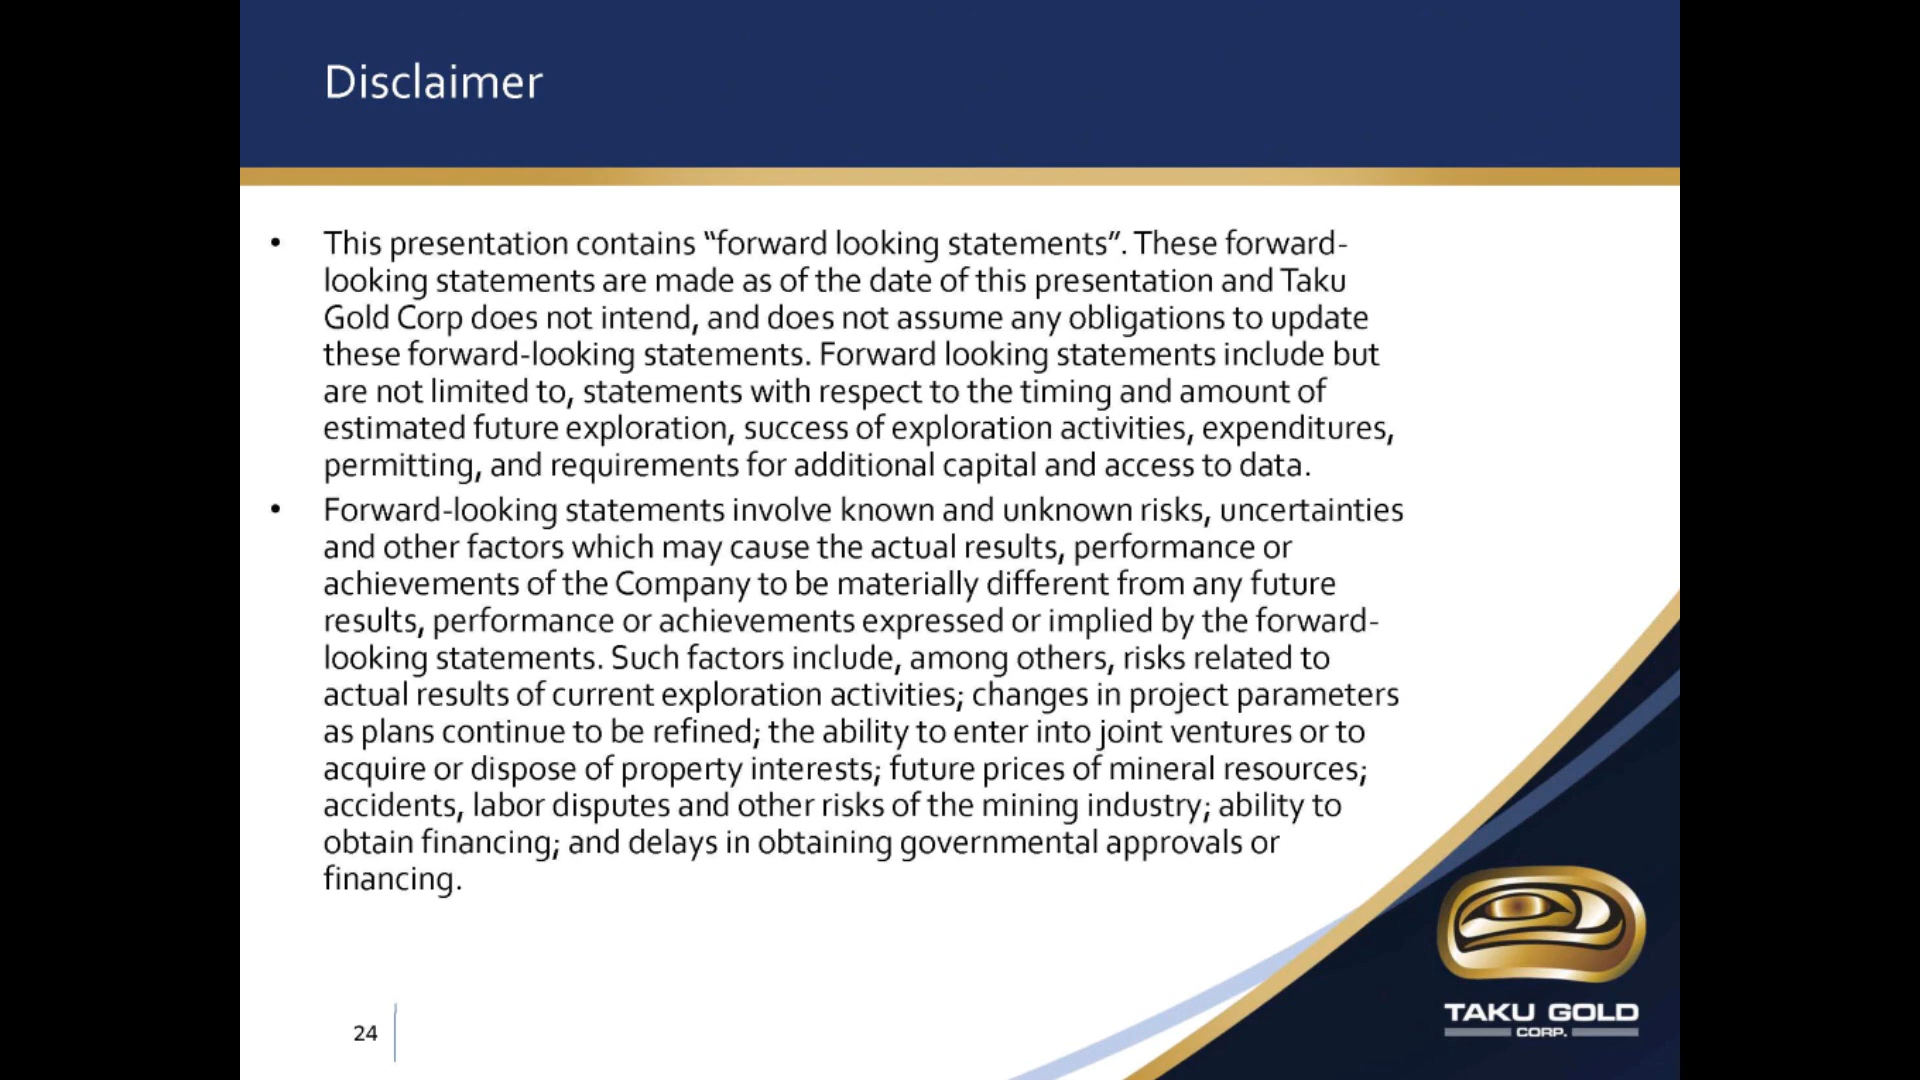 Disclaimer
• This presentation contains “forward looking statements”. These forward-
looking statements are made as of the date of this presentation and Taku
Gold Corp does not intend, and does not assume any obligations to update
these forward-looking statements. Forward looking statements include but
are not limited to, statements with respect to the timing and amount of
estimated future exploration, success of exploration activities, expenditures,
permitting, and requirements for additional capital and access to data.
• Forward-looking statements involve known and unknown risks, uncertainties
and other factors which may cause the actual results, performance or
achievements of the Company to be materially different from any future
results, performance or achievements expressed or implied by the forward-
looking statements. Such factors include, among others, risks related to
actual results of current exploration activities; changes in project parameters
as plans continue to be refined; the ability to enter into joint ventures or to
acquire or dispose of property interests; future prices of mineral resources;
accidents, labor disputes and other risks of the mining industry; ability to
obtain financing; and delays in obtaining governmental approvals or
financing.
24
TAKU GOLD
CORP.